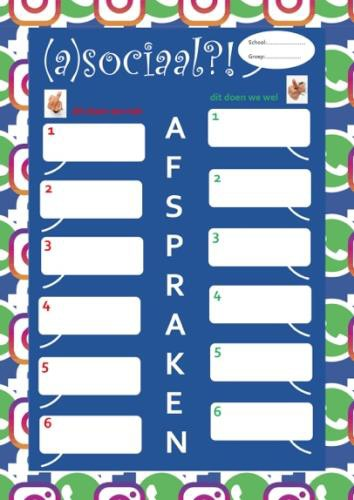 (a)sociaal?!
School:.....................
Groep:.....................
dit doen we niet
dit doen we wel
AFSPRAKEN
1
2
3
4
5
6
1
2
3
4
5
6